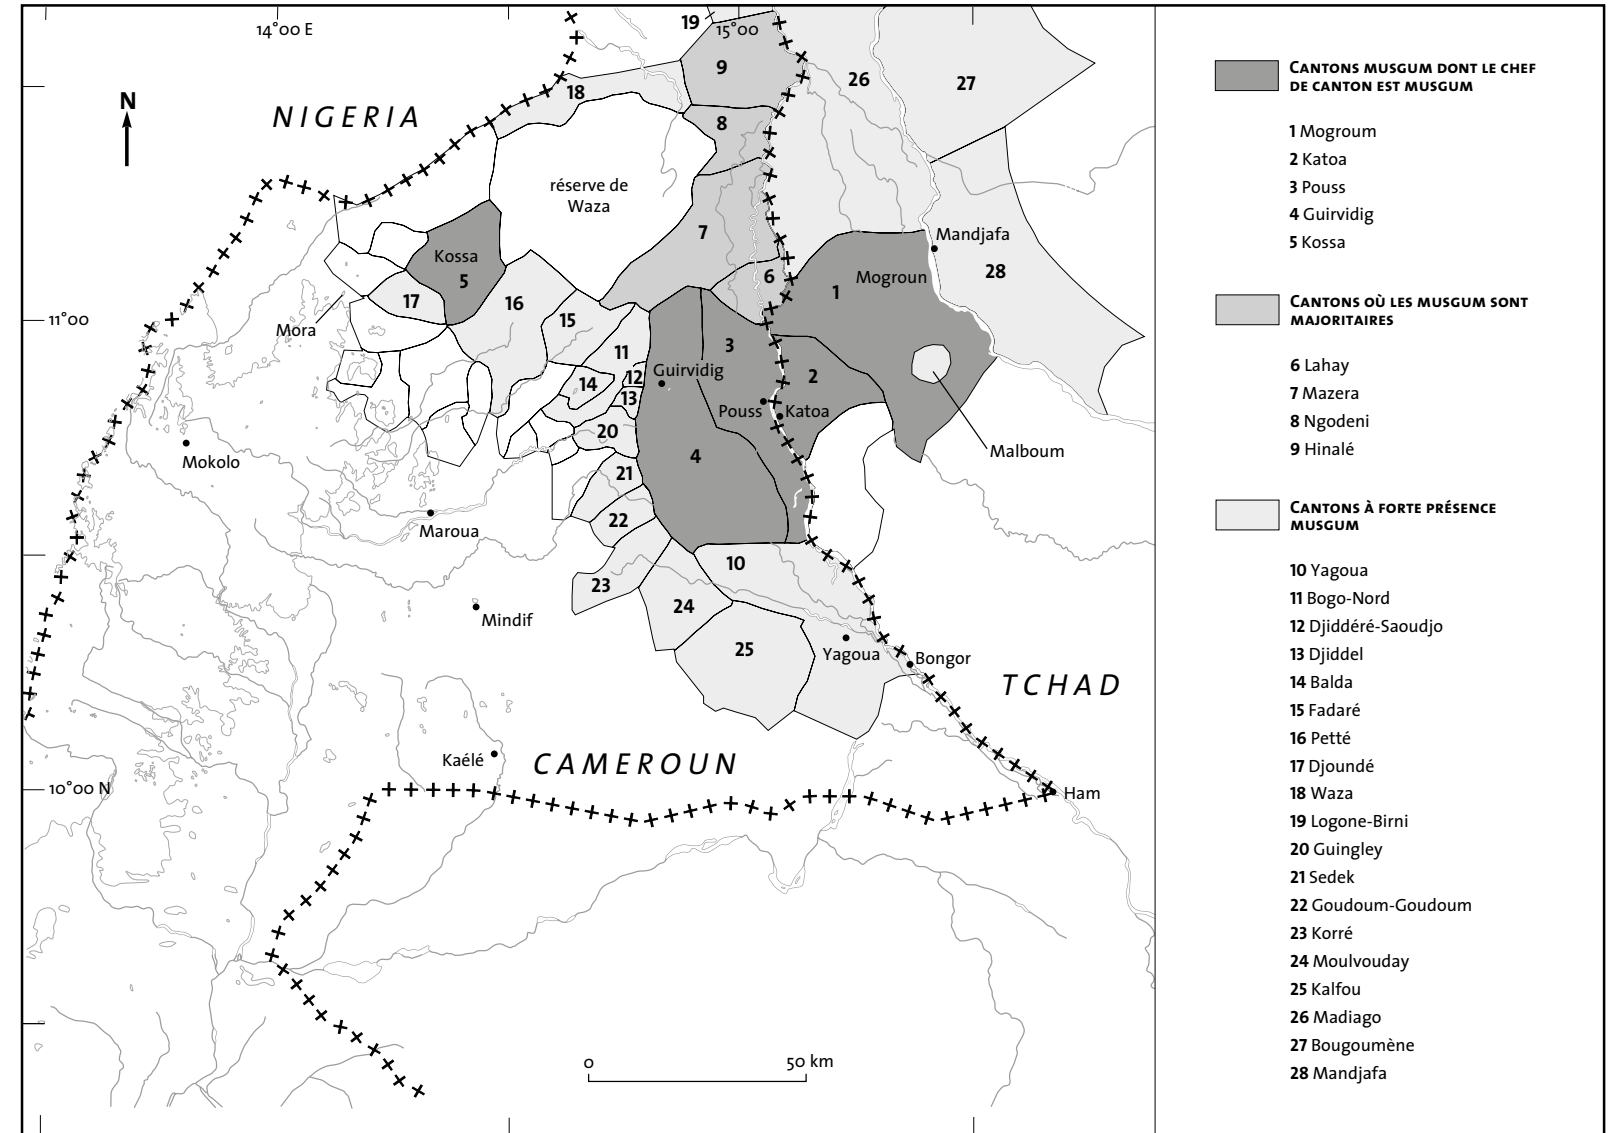 19
14°00 E
15°00
9
26
27
18
N
NIGERIA
8
réserve de
Waza
7
Mandjafa
Kossa
5
6
28
17
16
1
Mogroun
15
11°00
Mora
11
3
12
Guirvidig
2
14
13
Pouss
Katoa
20
4
Malboum
Mokolo
21
22
Maroua
10
23
24
Mindif
25
Yagoua
Bongor
TCHAD
Kaélé
CAMEROUN
10°00 N
Ham
0 50 km
CANTONS MUSGUM DONT LE CHEF
DE CANTON EST MUSGUM
1 Mogroum
2 Katoa
3 Pouss
4 Guirvidig
5 Kossa
CANTONS OÙ LES MUSGUM SONT
MAJORITAIRES
6 Lahay
7 Mazera
8 Ngodeni
9 Hinalé
CANTONS À FORTE PRÉSENCE
MUSGUM
10 Yagoua
11 Bogo-Nord
12 Djiddéré-Saoudjo
13 Djiddel
14 Balda
15 Fadaré
16 Petté
17 Djoundé
18 Waza
19 Logone-Birni
20 Guingley
21 Sedek
22 Goudoum-Goudoum
23 Korré
24 Moulvouday
25 Kalfou
26 Madiago
27 Bougoumène
28 Mandjafa